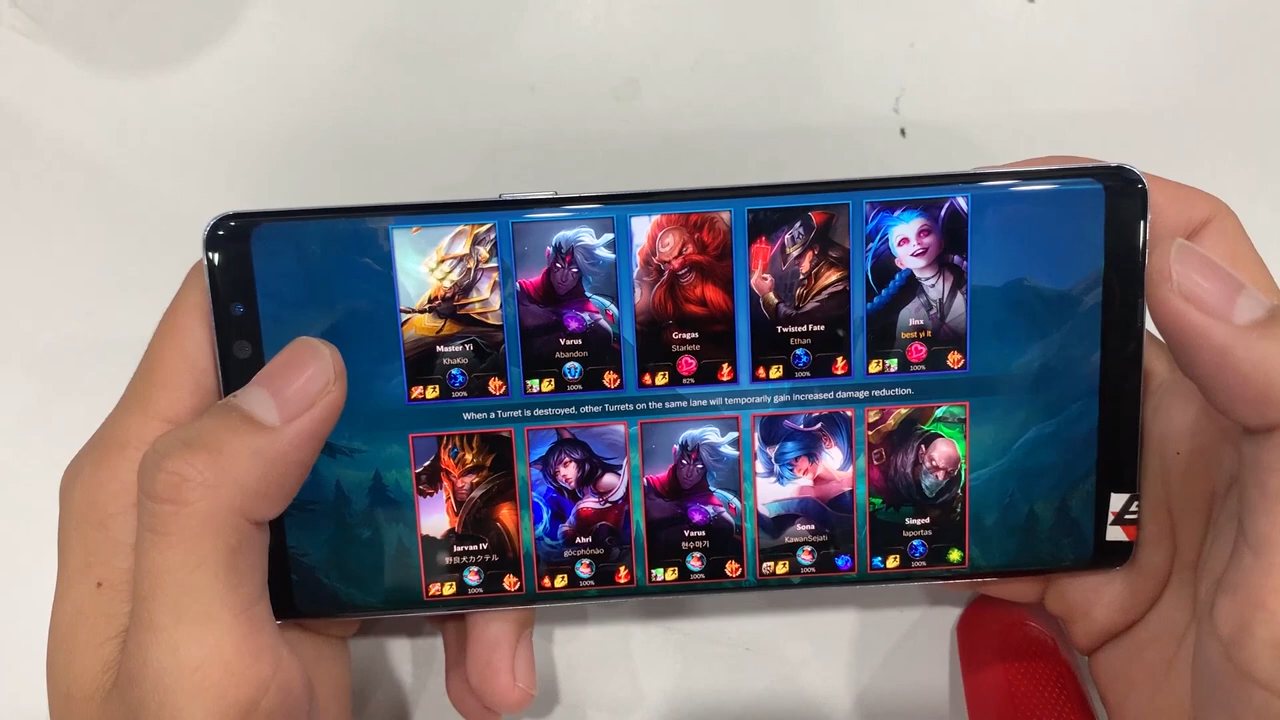 Master Yi
KhaKio
100%
Varus
Abandon
100%
Gragas
Starlete
82%
Twisted Fate
Ethan
100%
Jinx
best yi lt
100%
When a Turret is destroyed, other Turrets on the same lane will temporarily gain increased damage reduction.
Jarvan IV
野良犬カクテル
100%
Ahri
gócphónào
100%
Varus
현수마기
100%
Sona
KawanSejati
100%
Singed
laportas
100%